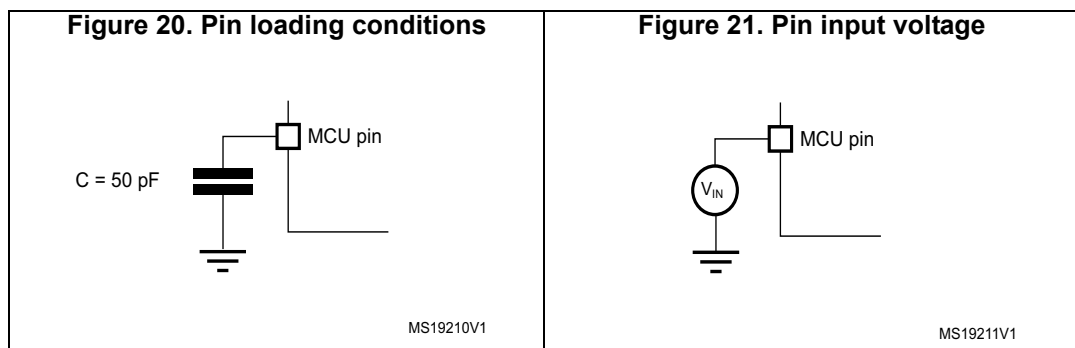 Figure 20. Pin loading conditions
MCU pin
C = 50 pF
MS19210V1
Figure 21. Pin input voltage
MCU pin
VIN
MS19211V1